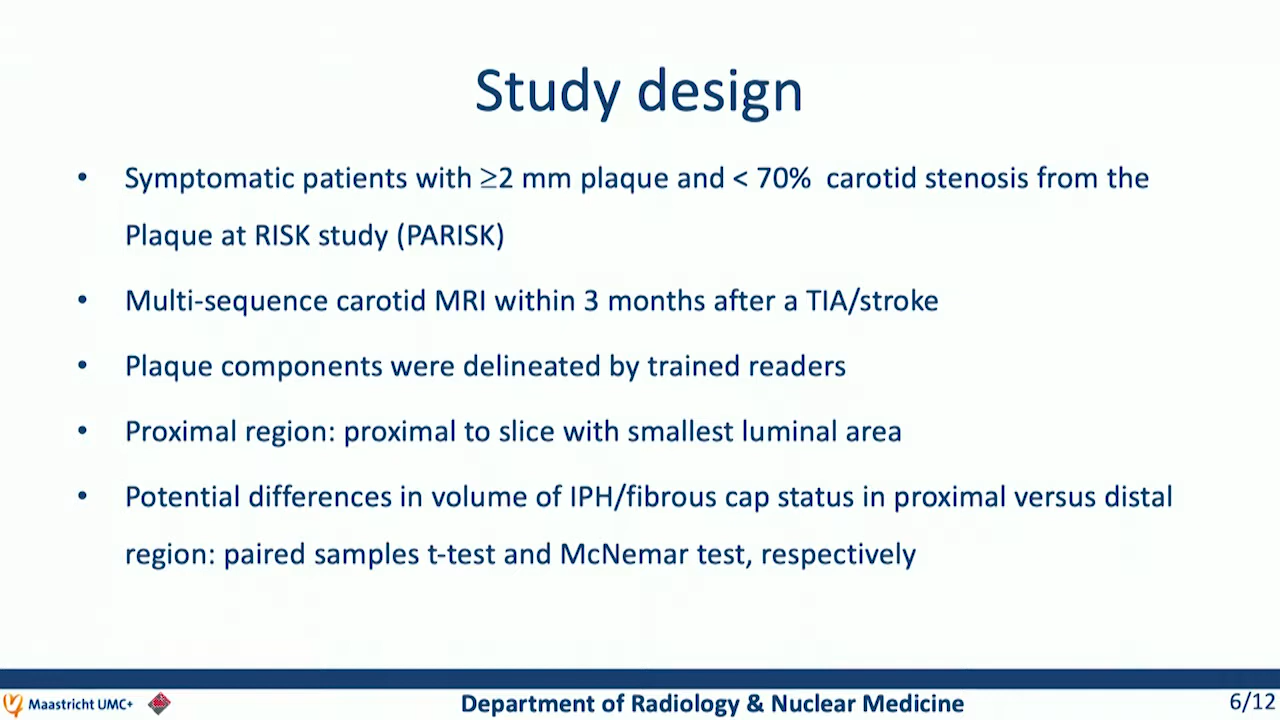 Study design
• Symptomatic patients with ≥2 mm plaque and < 70% carotid stenosis from the
Plaque at RISK study (PARISK)
• Multi-sequence carotid MRI within 3 months after a TIA/stroke
• Plaque components were delineated by trained readers
• Proximal region: proximal to slice with smallest luminal area
• Potential differences in volume of IPH/fibrous cap status in proximal versus distal
region: paired samples t-test and McNemar test, respectively
Maastricht UMC+
Department of Radiology & Nuclear Medicine
6/12